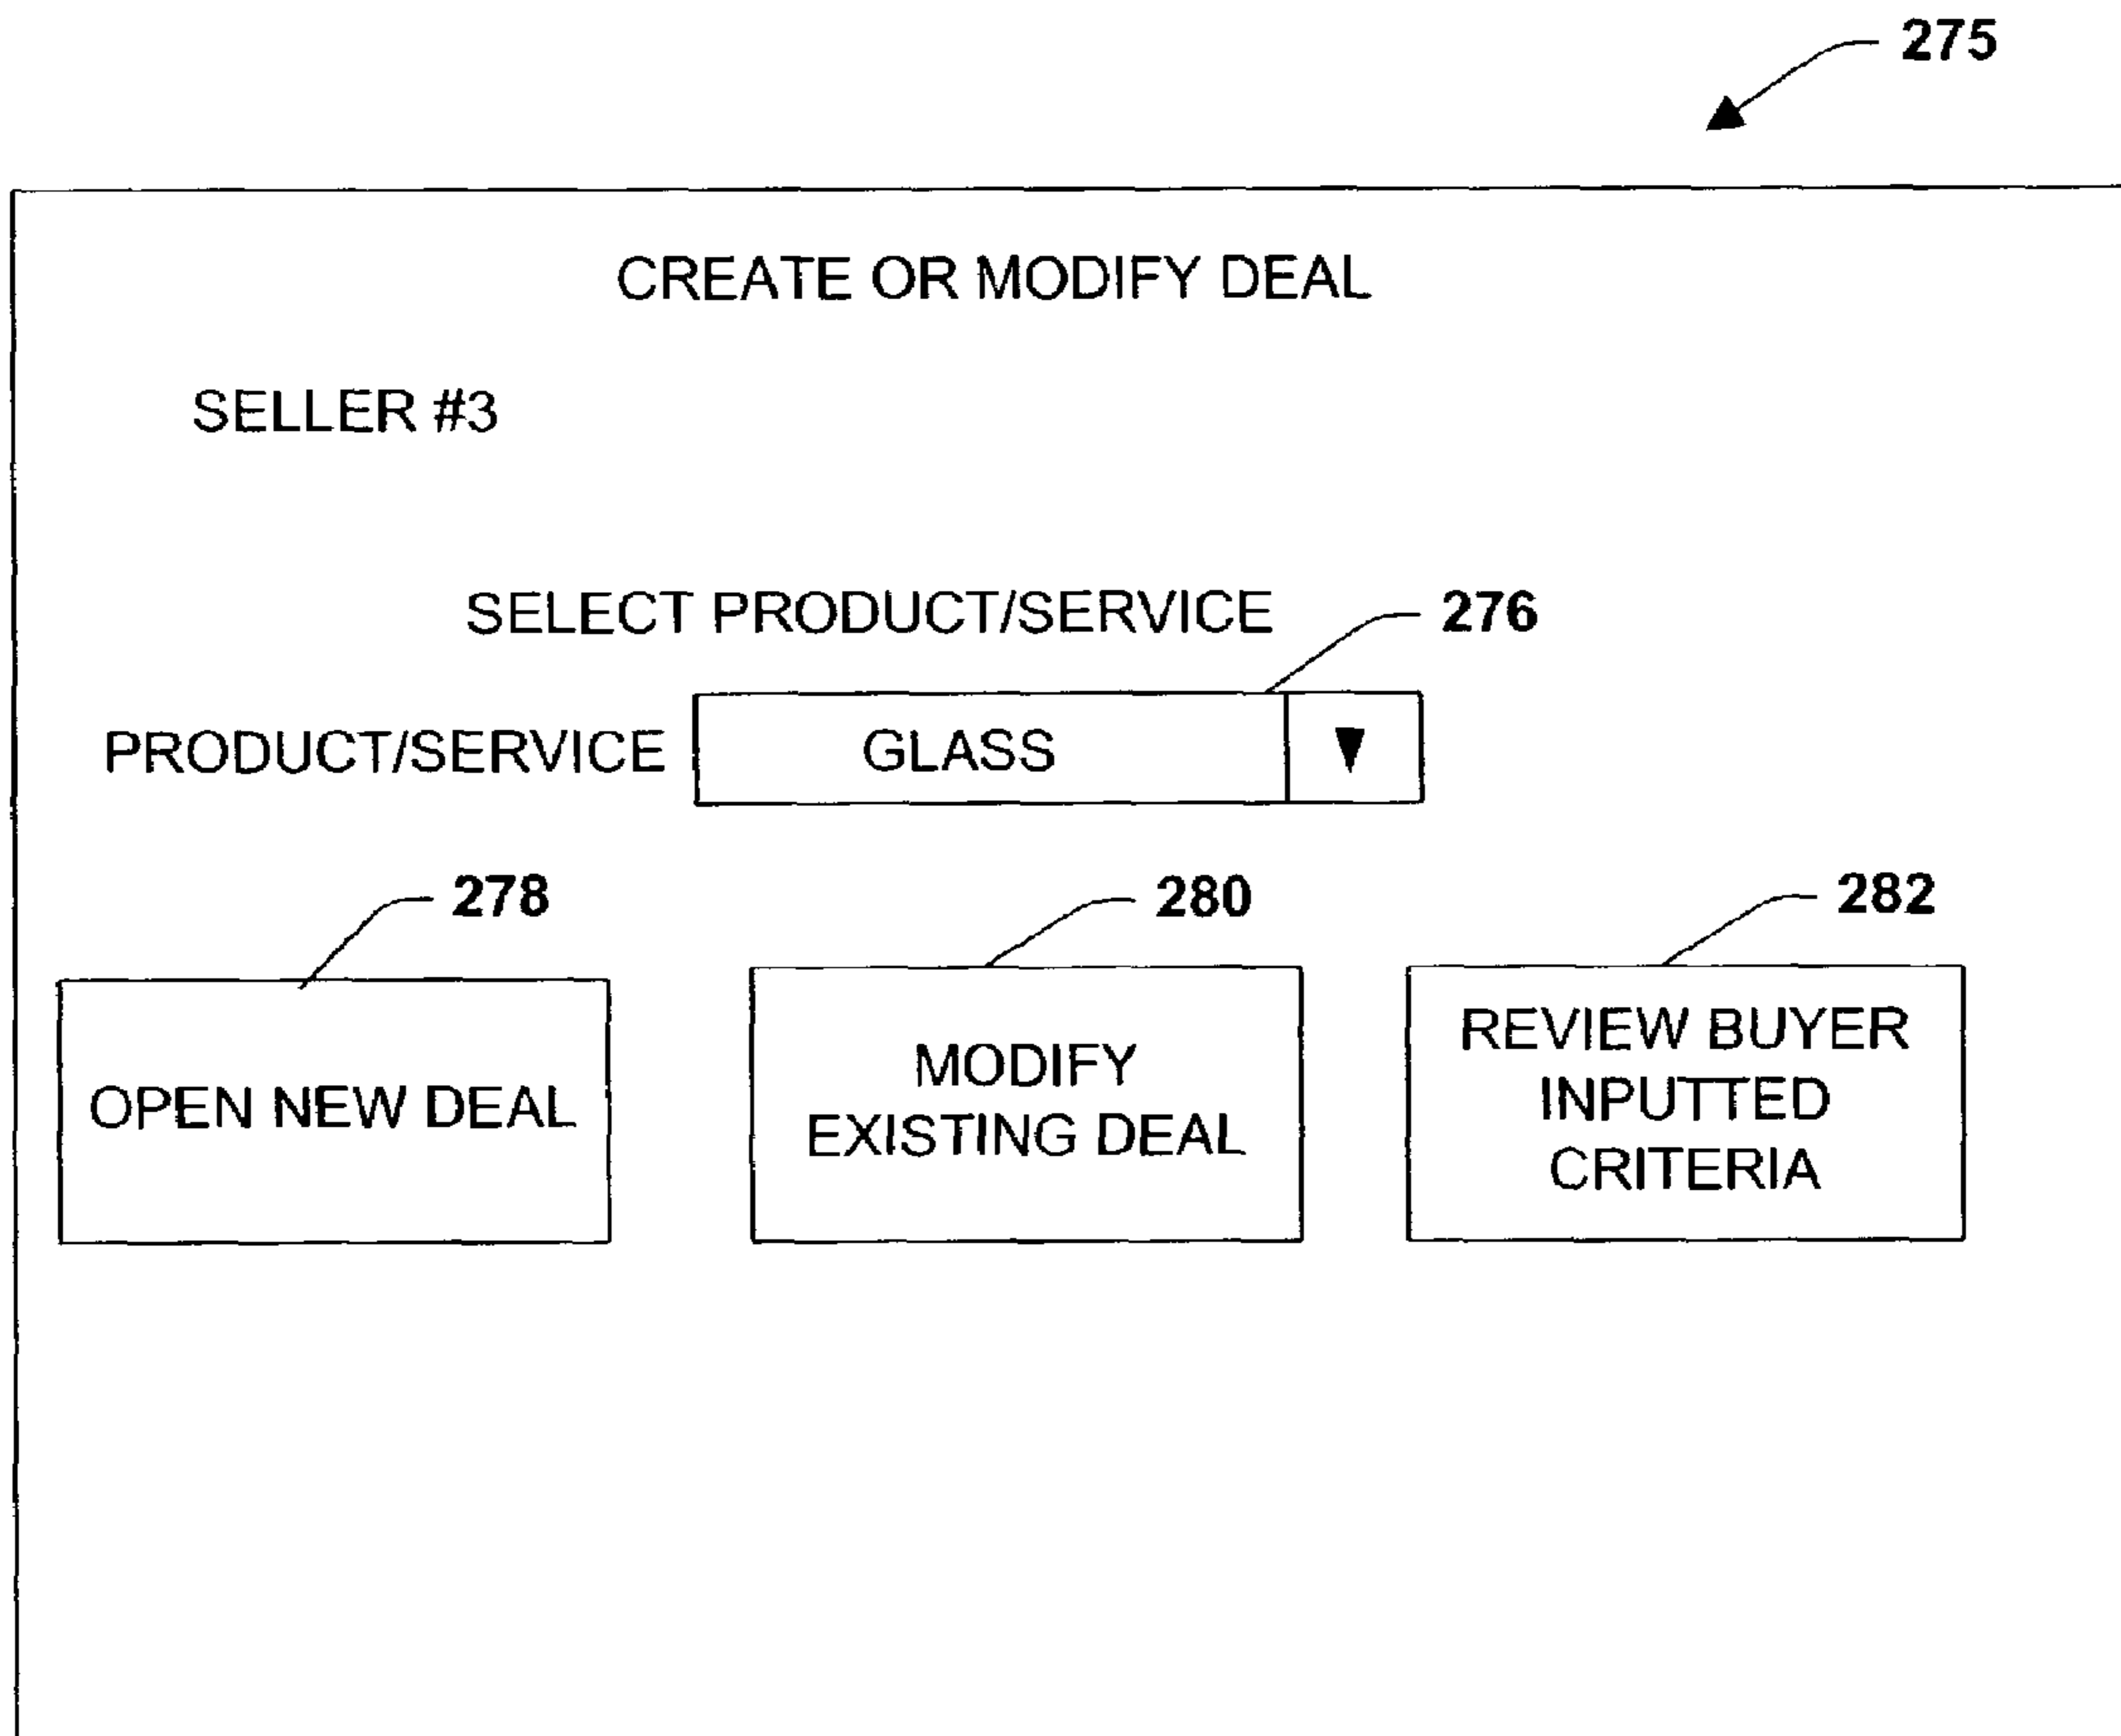 275
CREATE OR MODIFY DEAL
SELLER #3
SELECT PRODUCT/SERVICE
276
PRODUCT/SERVICE
GLASS
278
280
282
OPEN NEW DEAL
MODIFY
EXISTING DEAL
REVIEW BUYER
INPUTTED
CRITERIA